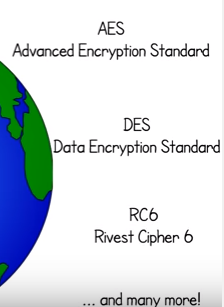 AES
Advanced Encryption Standard
DES
Data Encryption Standard
RC6
Rivest Cipher 6
... and many more!